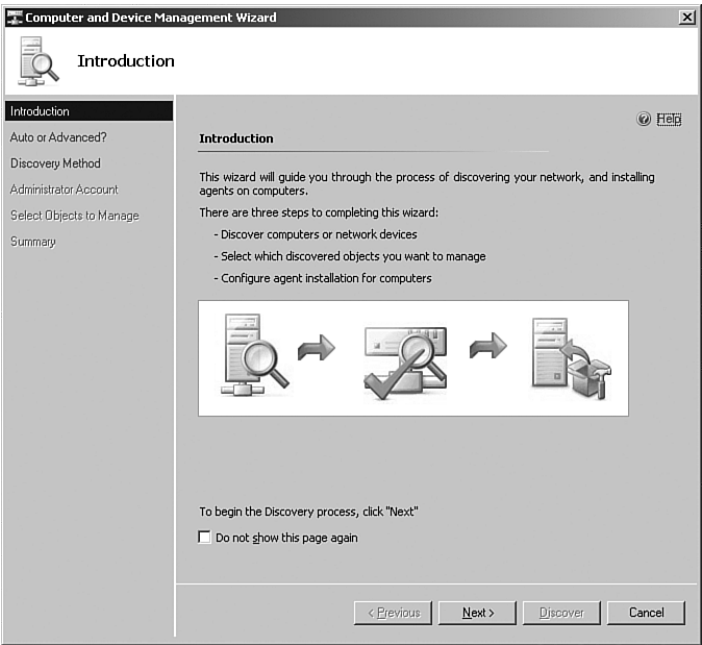 Computer and Device Management Wizard
Introduction
Introduction
Auto or Advanced?
Discovery Method
Administrator Account
Select Objects to Manage
Summary
Help
Introduction
This wizard will guide you through the process of discovering your network, and installing
agents on computers.
There are three steps to completing this wizard:
- Discover computers or network devices
- Select which discovered objects you want to manage
- Configure agent installation for computers
To begin the Discovery process, click "Next"
Do not show this page again
< Previous
Next >
Discover
Cancel